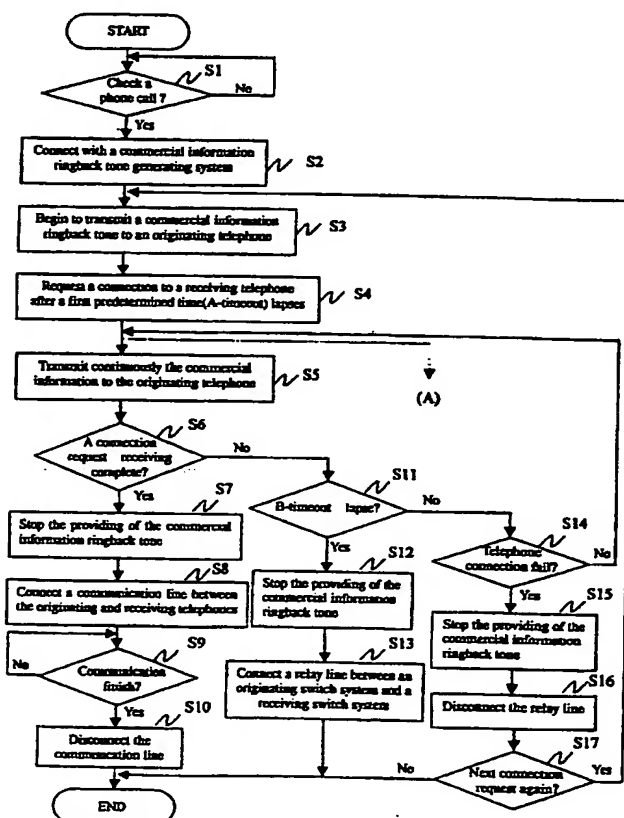 START
S1
Check a
phone call ?
No
Yes
Connect with a commercial information
ringback tone generating system
S2
Begin to transmit a commercial information
ringback tone to an originating telephone
S3
Request a connection to a receiving telephone
after a first predetermined time(A-timeout) lapses
S4
Transmit continuously the commercial
information to the originating telephone
S5
(A)
S6
A connection
request receiving
complete?
No
Yes
S7
Stop the providing of the commercial
information ringback tone
S8
Connect a communication line between
the originating and receiving telephones
S9
No
Communication
finish?
Yes
S10
Disconnect the
communication line
END
S11
B-timeout lapse?
No
Yes
S12
Stop the providing of the
commercial information
ringback tone
S13
Connect a relay line between an
originating switch system and a
receiving switch system
S14
Telephone
connection fail?
No
Yes
S15
Stop the providing of the
commercial information
ringback tone
S16
Disconnect the relay line
S17
No
Next connection
request again?
Yes